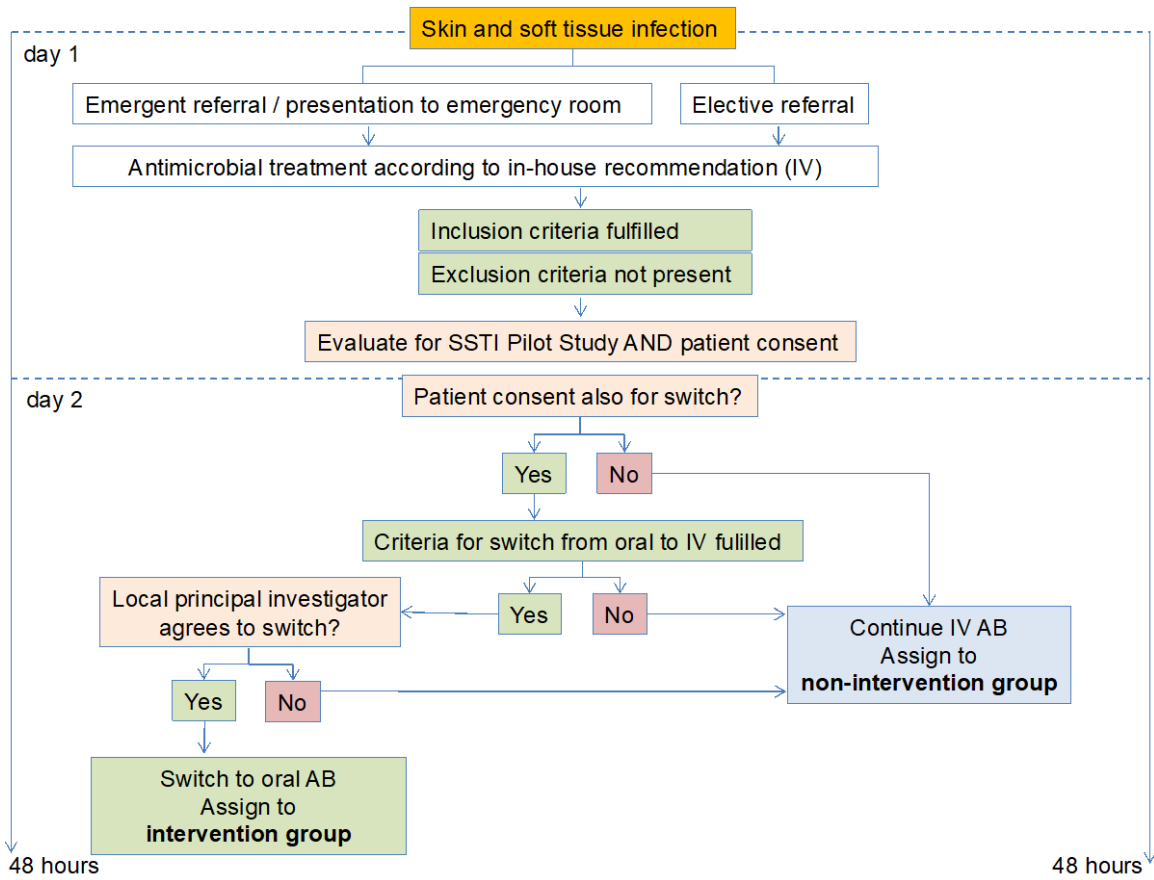 Skin and soft tissue infection
day 1
Emergent referral / presentation to emergency room
Elective referral
Antimicrobial treatment according to in-house recommendation (IV)
Inclusion criteria fulfilled
Exclusion criteria not present
Evaluate for SSTI Pilot Study AND patient consent
day 2
Patient consent also for switch?
Yes
No
Criteria for switch from oral to IV fulilled
Yes
No
Local principal investigator
agrees to switch?
Continue IV AB
Assign to
non-intervention group
Yes
No
Switch to oral AB
Assign to
intervention group
48 hours
48 hours